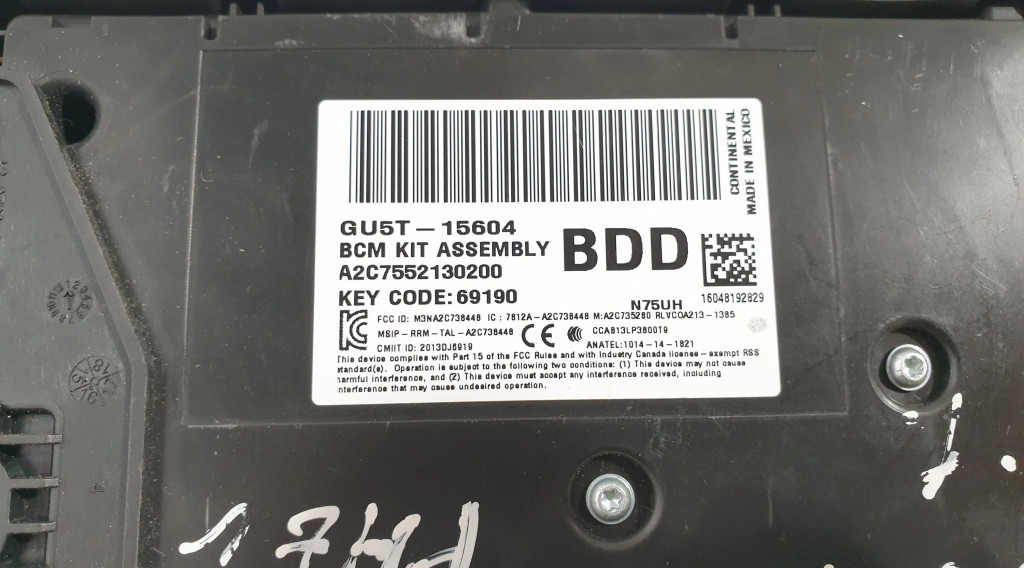 CONTINENTAL
MADE IN MEXICO
GU5T-15604
BCM KIT ASSEMBLY
BDD
A2C7552130200
KEY CODE:69190
N75UH
16048192829
FCC ID: M3NA2C738448 IC : 7812A-A2C738448 M:A2C735280 RLVCOA213-1385
MSIP-RRM-TAL-A2C738448
CE
CCAB13LP3800T9
CMIIT ID: 2013DJ6919
ANATEL:1014-14-1821
This device complies with Part 15 of the FCC Rules and with Industry Canada license-exempt RSS
standard(s). Operation is subject to the following two conditions: (1) This device may not cause
harmful interference, and (2) This device must accept any interference received, including
interference that may cause undesired operation.
4